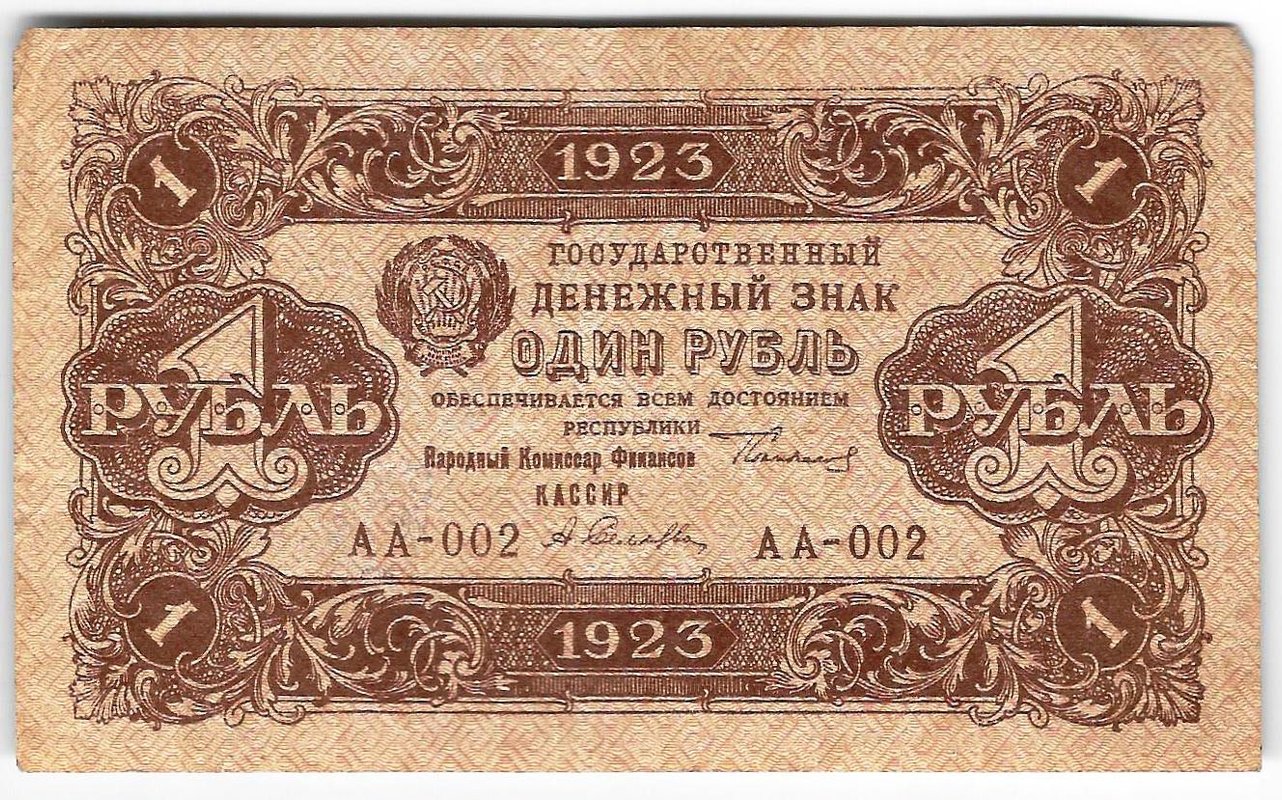 1 1923 1
ГОСУДАРСТВЕННЫЙ
ДЕНЕЖНЫЙ ЗНАК
ОДИН РУБЛЬ
ОБЕСПЕЧИВАЕТСЯ ВСЕМ ДОСТОЯНИЕМ
РЕСПУБЛИКИ
1 РУБЛЬ 1 РУБЛЬ
Народный Комиссар Финансов
КАССИР
АА-002 АА-002
1 1923 1